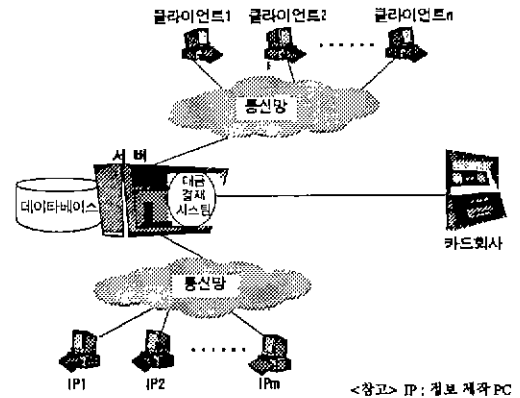 클라이언트1 클라이언트2 ...... 클라이언트n
통신망
서 버
대금
결제
시스템
데이타베이스
카드회사
통신망
IP1 IP2 ...... IPm
<참고> IP : 정보 제작 PC